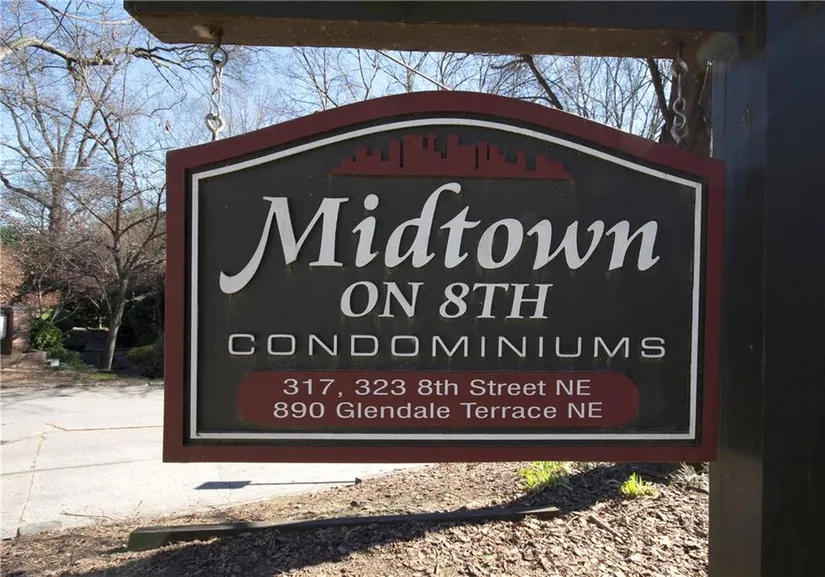 Midtown
ON 8TH
CONDOMINIUMS
317, 323 8th Street NE
890 Glendale Terrace NE